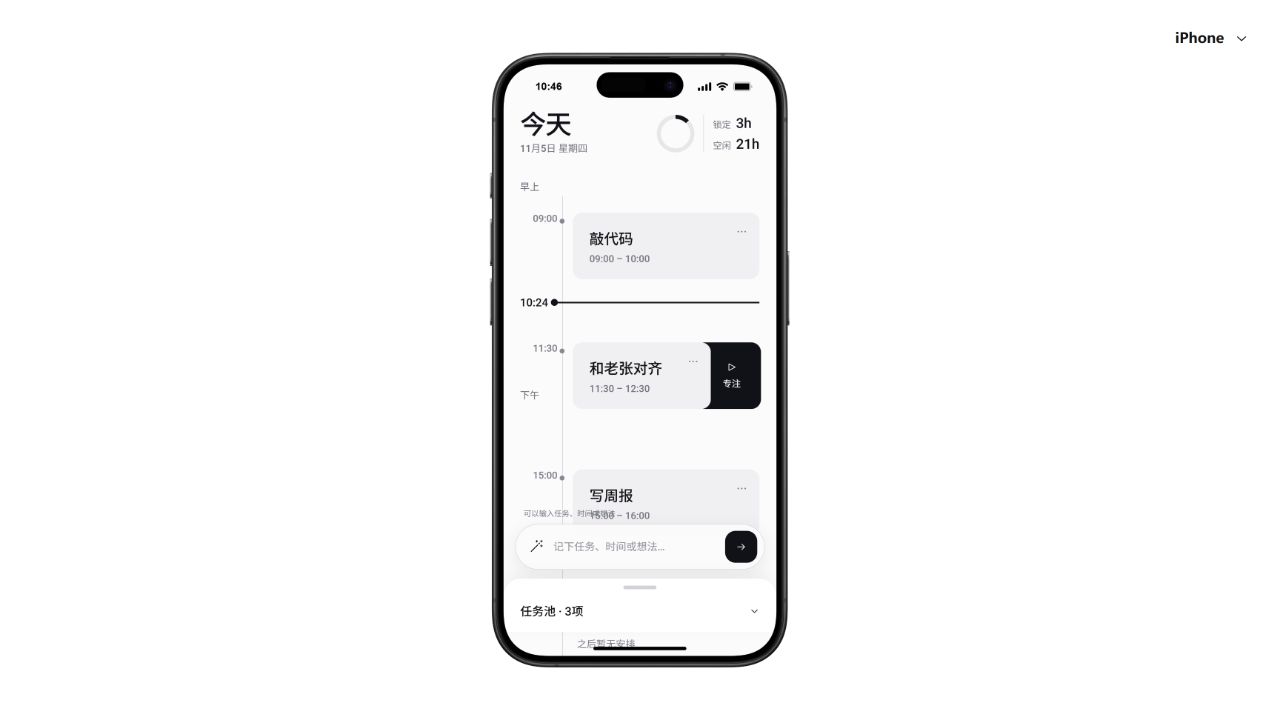 iPhone
10:46
今天
11月5日 星期四
锁定 3h
空闲 21h
早上
09:00
敲代码
09:00 – 10:00
10:24
11:30
和老张对齐
11:30 – 12:30
专注
下午
15:00
写周报
15:00 – 16:00
可以输入任务、时间或想法
记下任务、时间或想法...
任务池 · 3项
之后暂无安排